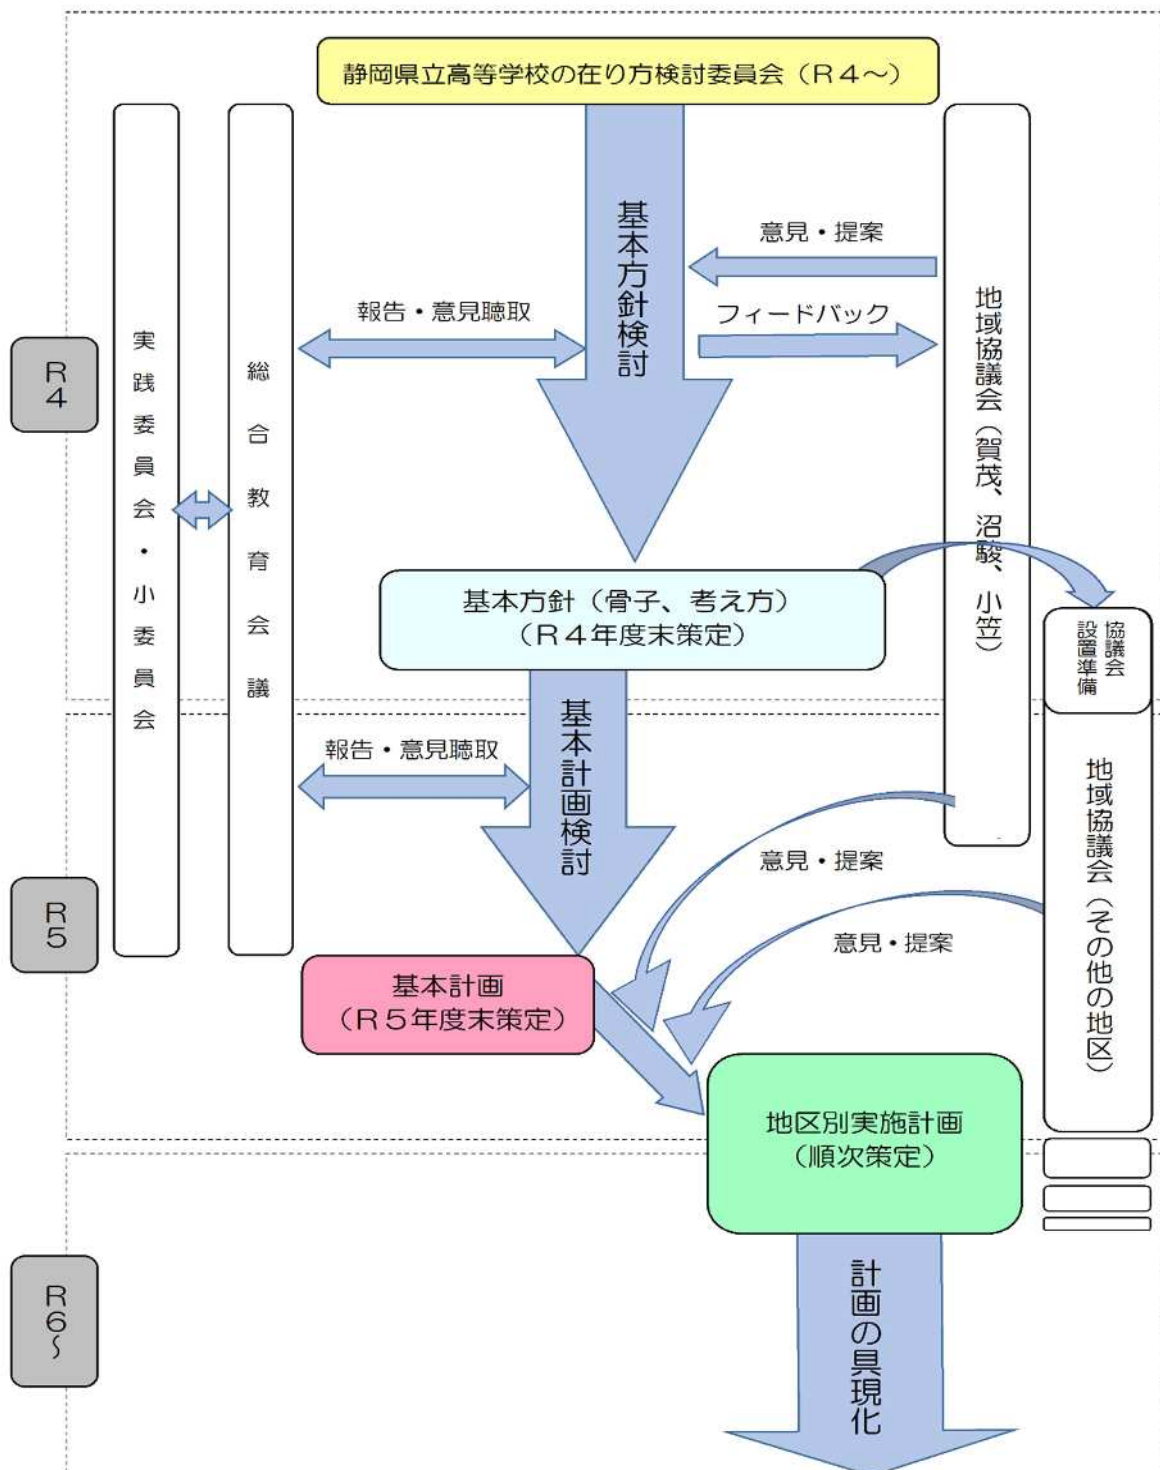 静岡県立高等学校の在り方検討委員会（R4～）
R4
実践委員会・小委員会
総合教育会議
報告・意見聴取
基本方針検討
意見・提案
フィードバック
地域協議会（賀茂、沼駿、小笠）
基本方針（骨子、考え方）
（R4年度末策定）
協議会
設置準備
R5
報告・意見聴取
基本計画検討
意見・提案
意見・提案
地域協議会（その他の地区）
基本計画
（R5年度末策定）
地区別実施計画
（順次策定）
R6～
計画の具現化